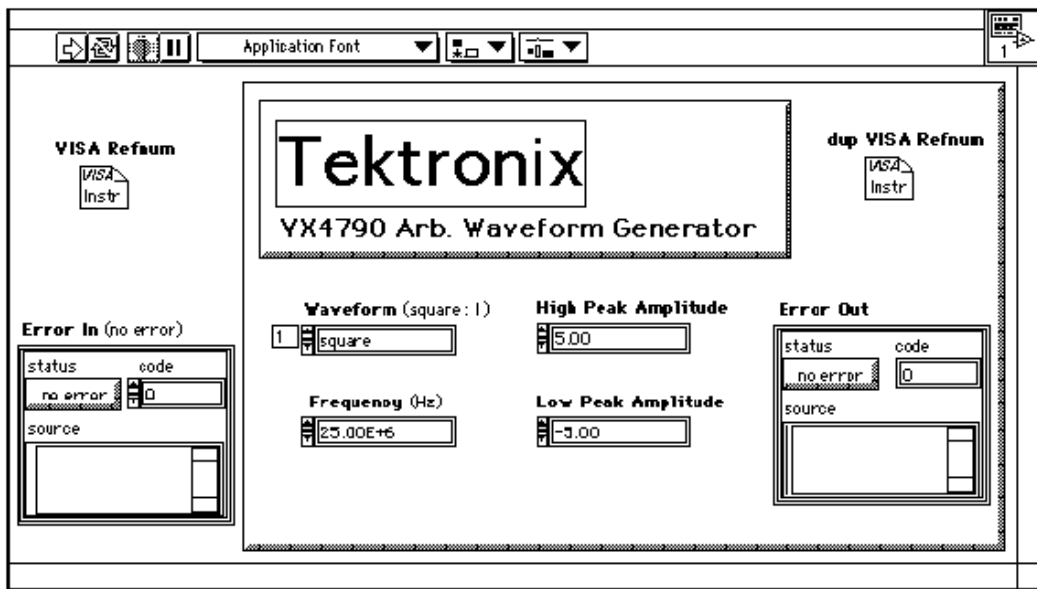 Application Font
1
VISA Refnum
VISA
Instr
Tektronix
VX4790 Arb. Waveform Generator
dup VISA Refnum
VISA
Instr
Waveform (square: 1)
1 square
High Peak Amplitude
5.00
Frequency (Hz)
25.00E+6
Low Peak Amplitude
-5.00
Error In (no error)
status code
no error 0
source
Error Out
status code
no error 0
source